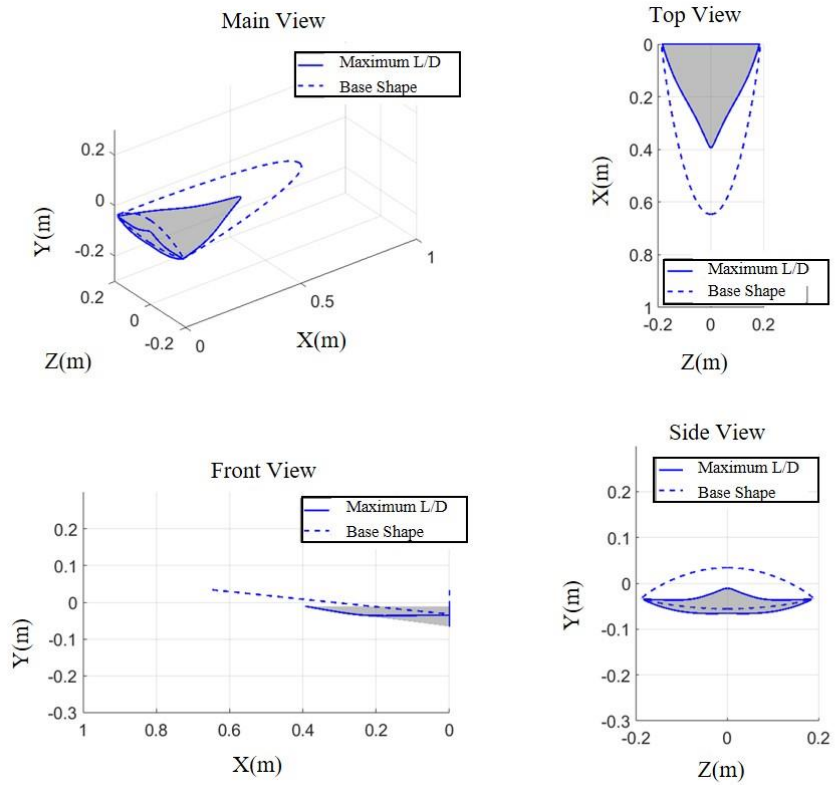 Main View
Maximum L/D
Base Shape
0.2
0
-0.2
Y(m)
0.2
0
-0.2
Z(m)
0
0.5
1
X(m)
Top View
0
0.2
0.4
0.6
0.8
1
X(m)
Maximum L/D
Base Shape
-0.2 0 0.2
Z(m)
Front View
Maximum L/D
Base Shape
0.2
0.1
0
-0.1
-0.2
-0.3
Y(m)
1 0.8 0.6 0.4 0.2 0
X(m)
Side View
Maximum L/D
Base Shape
0.2
0.1
0
-0.1
-0.2
-0.3
Y(m)
-0.2 0 0.2
Z(m)